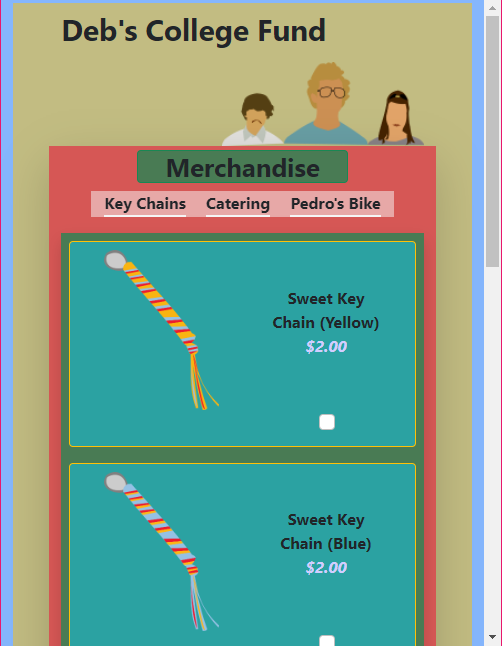 Deb's College Fund
Merchandise
Key Chains Catering Pedro's Bike
Sweet Key
Chain (Yellow)
$2.00
Sweet Key
Chain (Blue)
$2.00